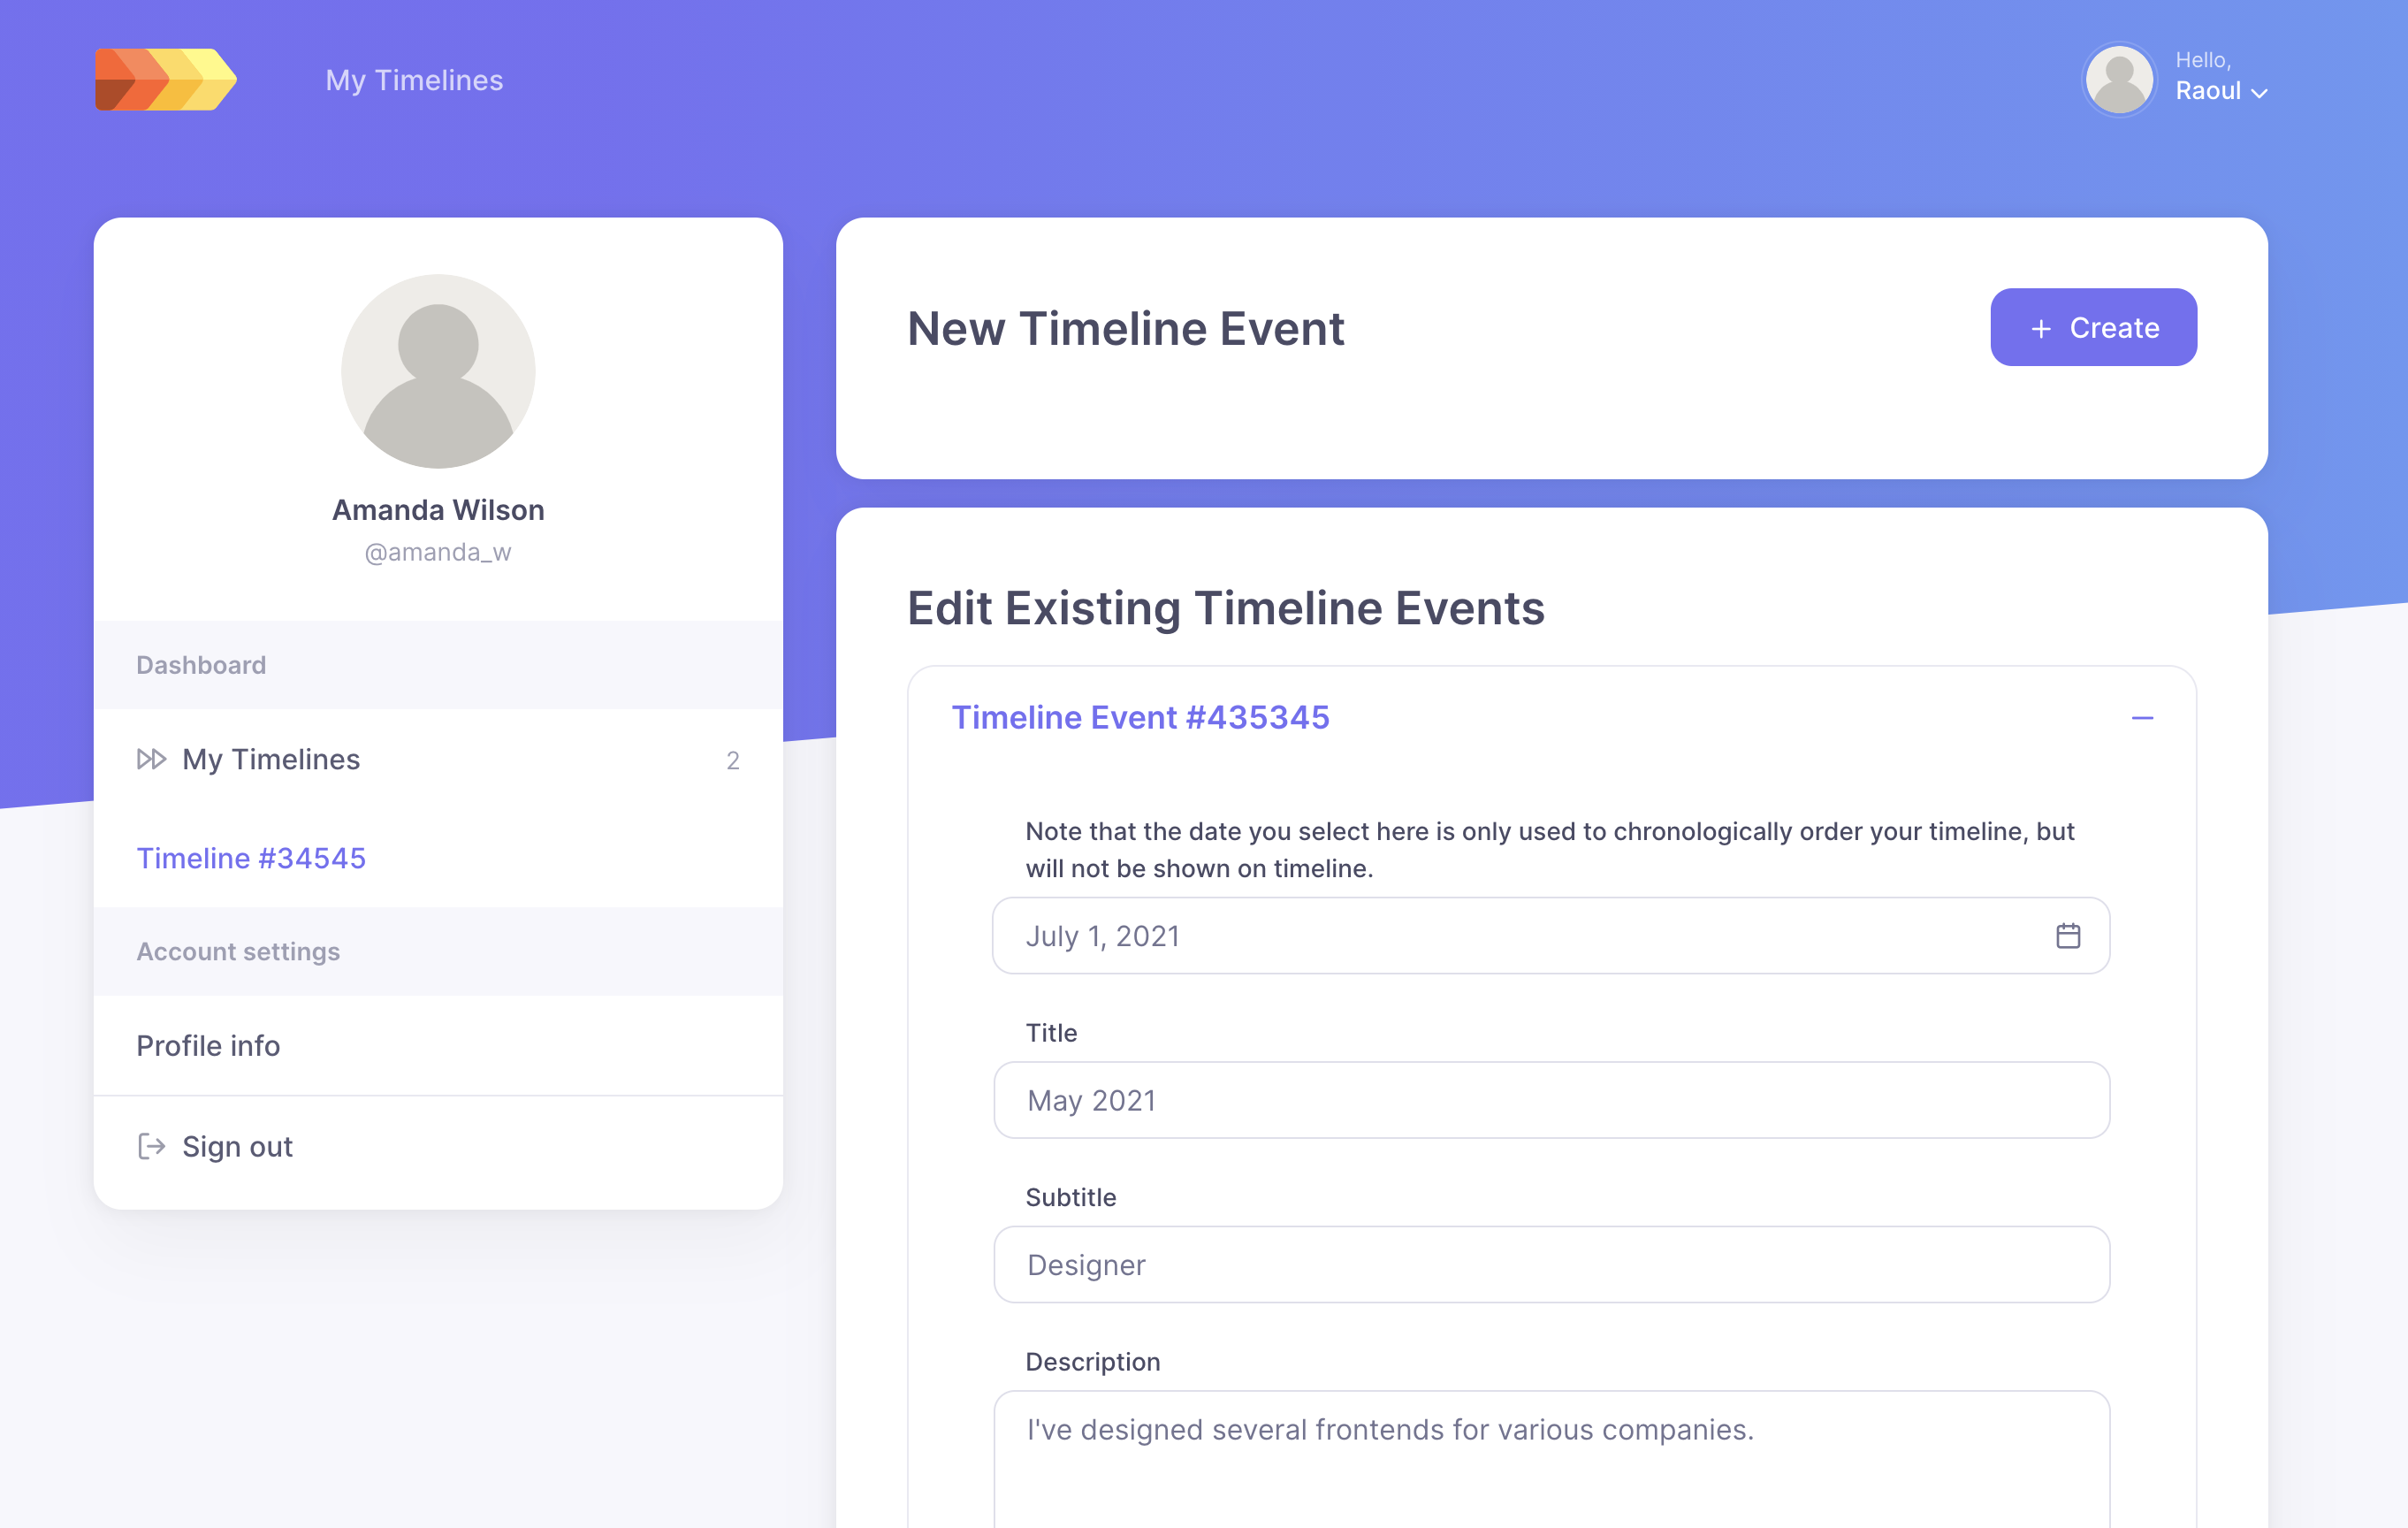 My Timelines
Hello,
Raoul
Amanda Wilson
@amanda_w
Dashboard
My Timelines 2
Timeline #34545
Account settings
Profile info
Sign out
New Timeline Event
Create
Edit Existing Timeline Events
Timeline Event #435345
Note that the date you select here is only used to chronologically order your timeline, but
will not be shown on timeline.
July 1, 2021
Title
May 2021
Subtitle
Designer
Description
I've designed several frontends for various companies.